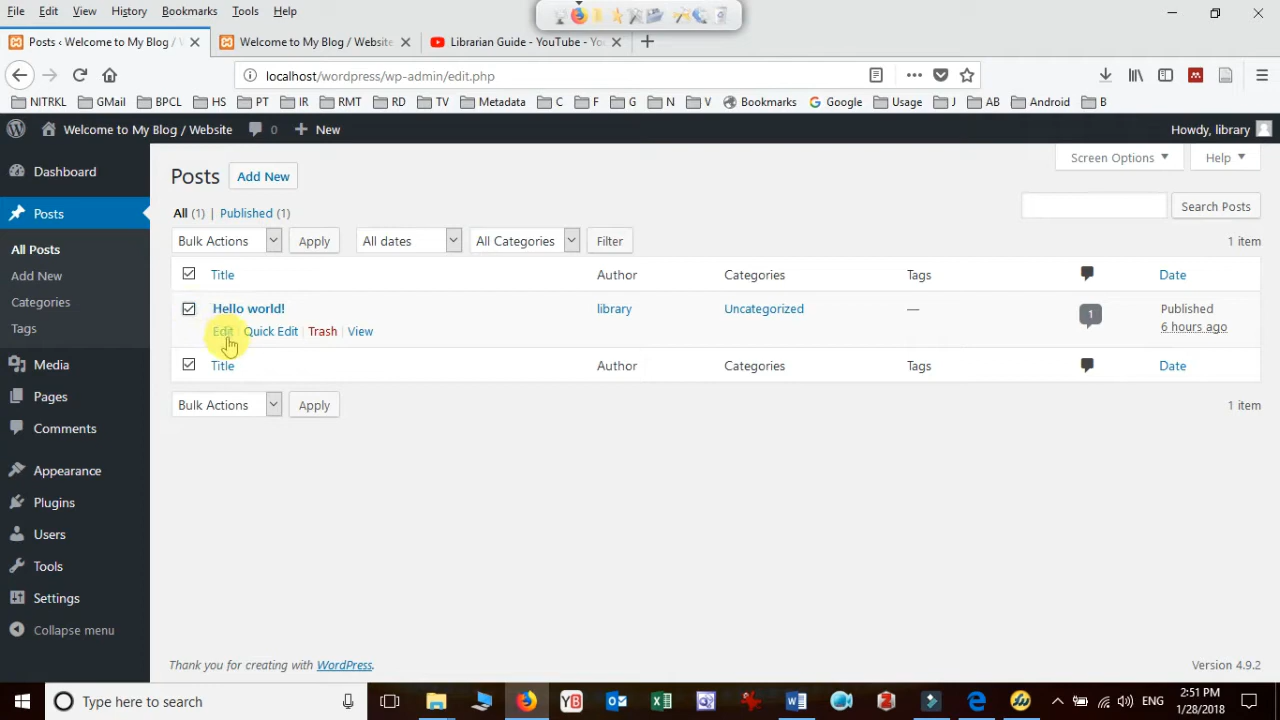 File Edit View History Bookmarks Tools Help
Posts ‹ Welcome to My Blog / W
Welcome to My Blog / Website
Librarian Guide - YouTube - Yo
localhost/wordpress/wp-admin/edit.php
NITRKL GMail BPCL HS PT IR RMT RD TV Metadata C F G N V Bookmarks Google Usage J AB Android B
Welcome to My Blog / Website 0 New Howdy, library
Dashboard
Posts
All Posts
Add New
Categories
Tags
Media
Pages
Comments
Appearance
Plugins
Users
Tools
Settings
Collapse menu
Screen Options Help
Posts Add New
All (1) | Published (1)
Search Posts
Bulk Actions Apply All dates All Categories Filter 1 item
Title Author Categories Tags Date
Hello world! library Uncategorized — 1 Published
6 hours ago
Edit | Quick Edit | Trash | View
Title Author Categories Tags Date
Bulk Actions Apply 1 item
Thank you for creating with WordPress. Version 4.9.2
Type here to search
YB
ENG
2:51 PM
1/28/2018